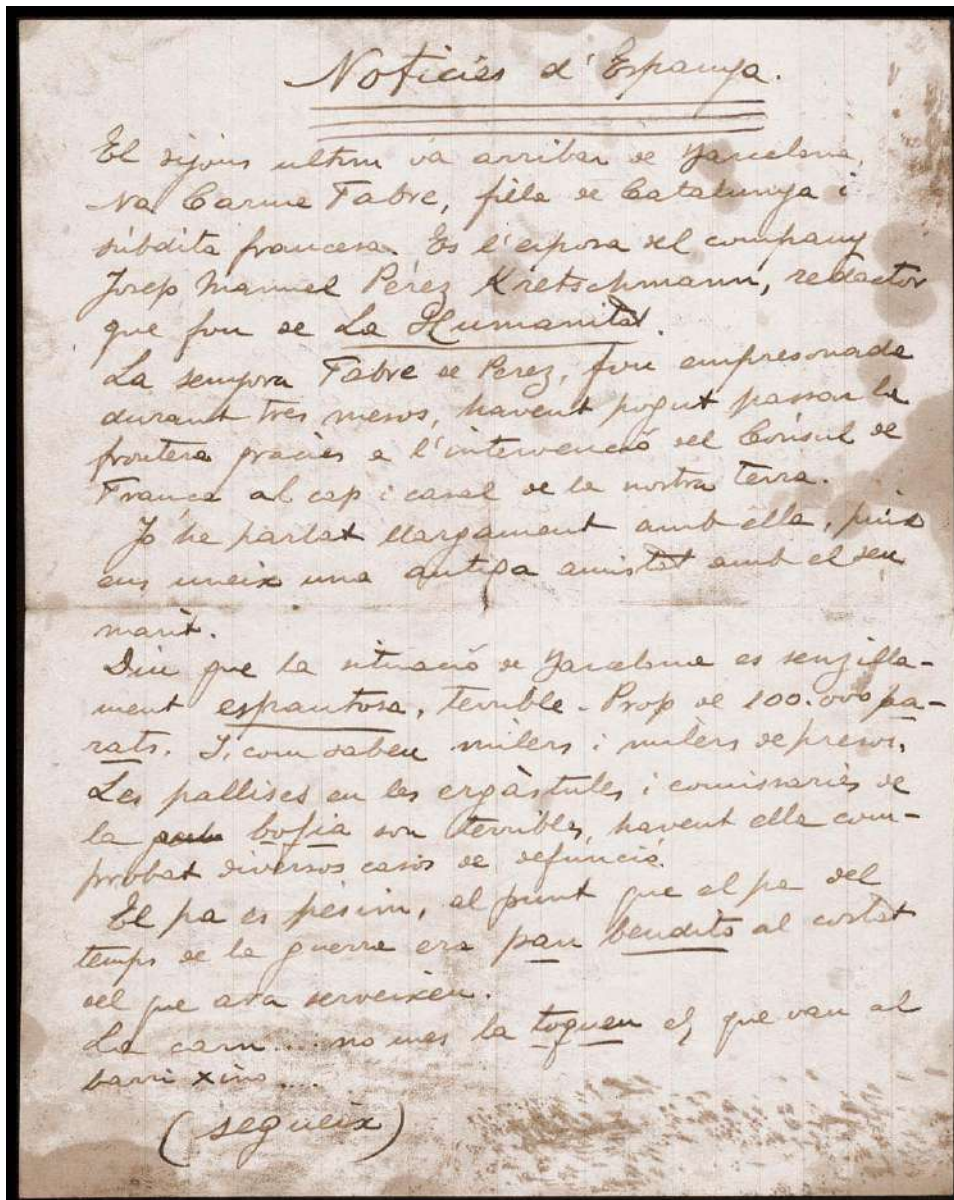 Noticies d'Espanya.
El dijous ultim va arribar de Barcelona,
Na Carme Fabre, filla de Catalunya i
súbdita francesa. Es l'esposa del company
Josep Manuel Pérez Kretschmann, redactor
que fou de La Humanitat.
La senyora Fabre de Pérez, fou empresonada
durant tres mesos, havent pogut passar la
frontera gràcies a l'intervenció del Cònsul de
França al cap i casal de la nostra terra.
Jo he parlat llargament amb ella, puix
ens uneix una antiga amistat amb el seu
marit.
Diu que la situació de Barcelona es senzilla-
ment espantosa, terrible. Prop de 100.000 pa-
rats. I, com sabeu milers i milers de presos.
Les pallises en les ergàstules i comissaries de
la bofia son terribles, havent ella com-
probat diversos casos de defunció.
El pa es pèsim, al punt que el pa del
temps de la guerra era pan bendito al costat
del que ara serveixen.
La carn... no mes la toquen els que van al
barri xino....
(segueix)